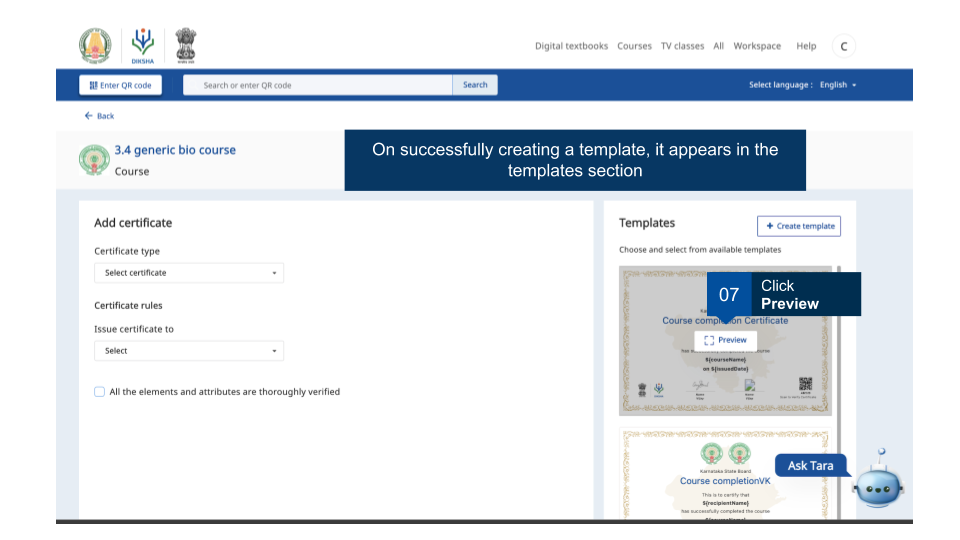 DIKSHA
Digital textbooks Courses TV classes All Workspace Help C
Enter QR code
Search or enter QR code
Search
Select language : English
← Back
3.4 generic bio course
Course
On successfully creating a template, it appears in the
templates section
Add certificate
Certificate type
Select certificate
Certificate rules
Issue certificate to
Select
All the elements and attributes are thoroughly verified
Templates
+ Create template
Choose and select from available templates
07
Click
Preview
Course completion Certificate
Preview
${courseName}
on ${issuedDate}
Karnataka State Board
Course completionVK
This is to certify that
${recipientName}
has successfully completed the course
Ask Tara